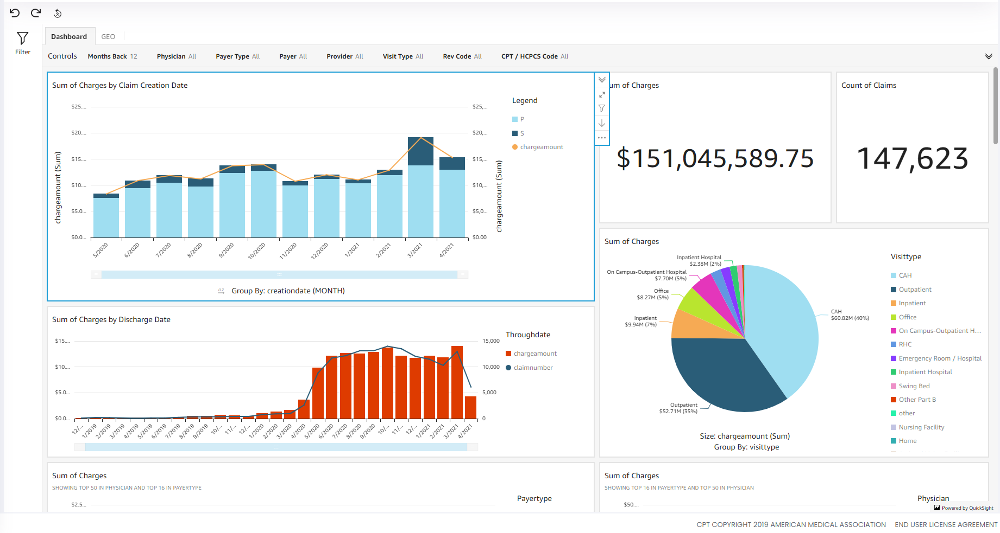 Filter
Dashboard GEO
Controls Months Back 12 Physician All Payer Type All Payer All Provider All Visit Type All Rev Code All CPT / HCPCS Code All
Sum of Charges by Claim Creation Date
chargeamount (Sum)
$25....
$20....
$15....
$10....
$5.0...
$0.0...
$25,...
$20,...
$15,...
$10,...
$5,0...
$0.00
chargeamount (Sum)
5/2020 6/2020 7/2020 8/2020 9/2020 10/2020 11/2020 12/2020 1/2021 2/2021 3/2021 4/2021
Group By: creationdate (MONTH)
Legend
P
S
chargeamount
um of Charges
$151,045,589.75
Count of Claims
147,623
Sum of Charges by Discharge Date
$15....
$10....
$5.0...
$0.0...
15,000
10,000
5,000
0
12/... 1/2019 2/2019 3/2019 4/2019 5/2019 6/2019 7/2019 8/2019 9/2019 10/... 11/... 12/... 1/2020 2/2020 3/2020 4/2020 5/2020 6/2020 7/2020 8/2020 9/2020 10/... 11/... 12/... 1/2021 2/2021 3/2021 4/2021
Throughdate
chargeamount
claimnumber
Sum of Charges
Inpatient Hospital
$2.38M (2%)
On Campus-Outpatient Hospital
$7.70M (5%)
Office
$8.27M (5%)
Inpatient
$9.94M (7%)
Outpatient
$52.71M (35%)
CAH
$60.82M (40%)
Size: chargeamount (Sum)
Group By: visittype
Visittype
CAH
Outpatient
Inpatient
Office
On Campus-Outpatient H...
RHC
Emergency Room / Hospital
Inpatient Hospital
Swing Bed
Other Part B
other
Nursing Facility
Home
Sum of Charges
SHOWING TOP 50 IN PHYSICIAN AND TOP 16 IN PAYERTYPE
$2.5...
Payertype
Sum of Charges
SHOWING TOP 16 IN PAYERTYPE AND TOP 50 IN PHYSICIAN
$50....
Physician
Powered by QuickSight
CPT COPYRIGHT 2019 AMERICAN MEDICAL ASSOCIATION END USER LICENSE AGREEMENT